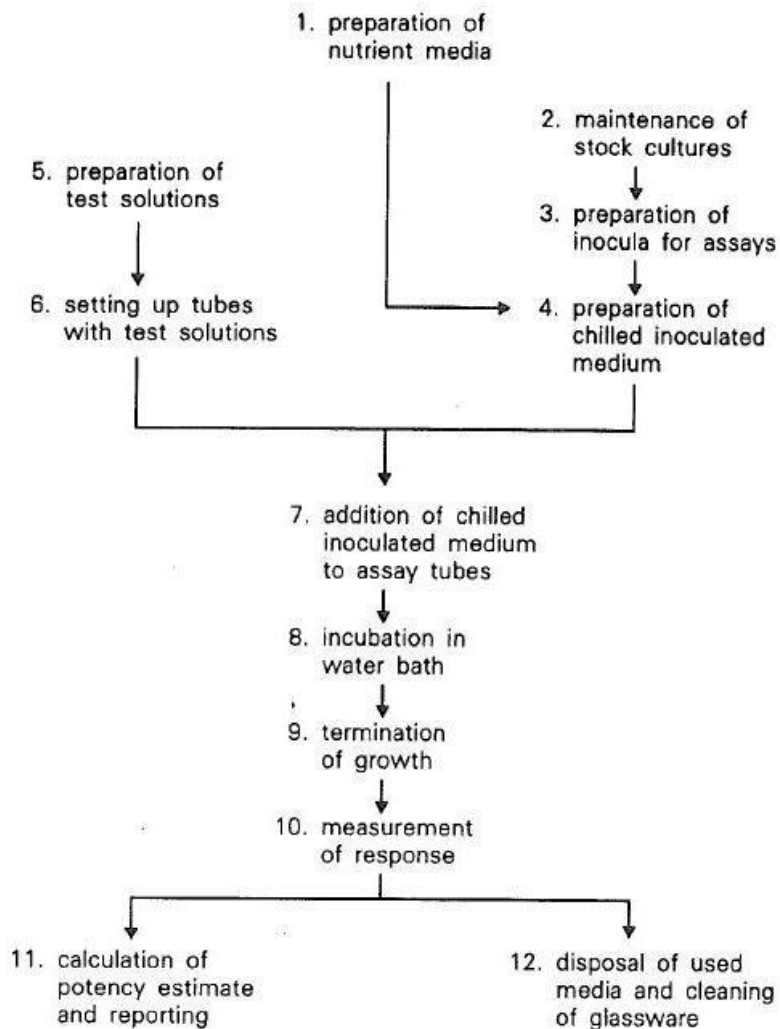 1. preparation of
nutrient media
2. maintenance of
stock cultures
5. preparation of
test solutions
3. preparation of
inocula for assays
6. setting up tubes
with test solutions
4. preparation of
chilled inoculated
medium
7. addition of chilled
inoculated medium
to assay tubes
8. incubation in
water bath
9. termination
of growth
10. measurement
of response
11. calculation of
potency estimate
and reporting
12. disposal of used
media and cleaning
of glassware